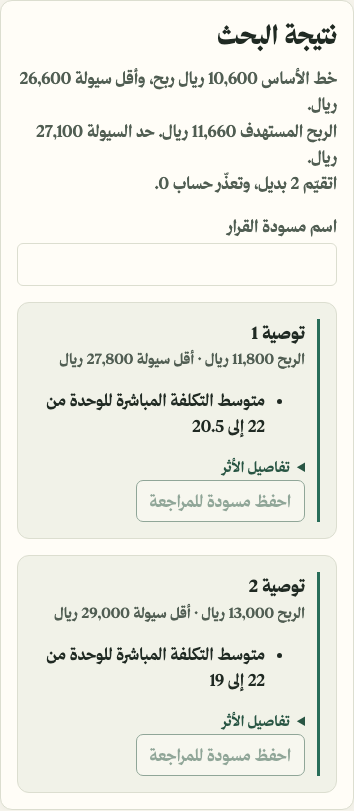 نتيجة البحث
خط الأساس 10,600 ريال ربح، وأقل سيولة 26,600
ريال.
الربح المستهدف 11,660 ريال. حد السيولة 27,100
ريال.
اتقيّم 2 بديل، وتعذّر حساب 0.
اسم مسودة القرار
توصية 1
الربح 11,800 ريال · أقل سيولة 27,800 ريال
• متوسط التكلفة المباشرة للوحدة من
22 إلى 20.5
◀ تفاصيل الأثر
احفظ مسودة للمراجعة
توصية 2
الربح 13,000 ريال · أقل سيولة 29,000 ريال
• متوسط التكلفة المباشرة للوحدة من
22 إلى 19
◀ تفاصيل الأثر
احفظ مسودة للمراجعة